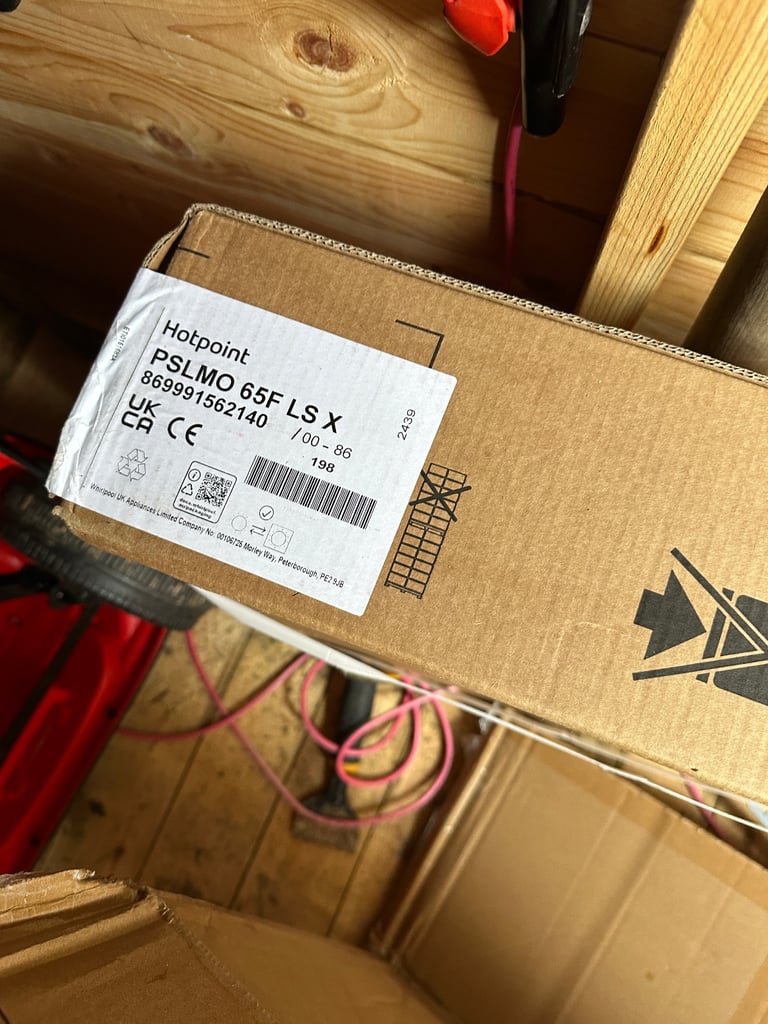 Hotpoint
PSLMO 65F LS X
869991562140
/00 - 86
198
2439
UK
CA CE
Whirlpool UK Appliances Limited Company No. 00106725 Morley Way, Peterborough, PE2 9JB